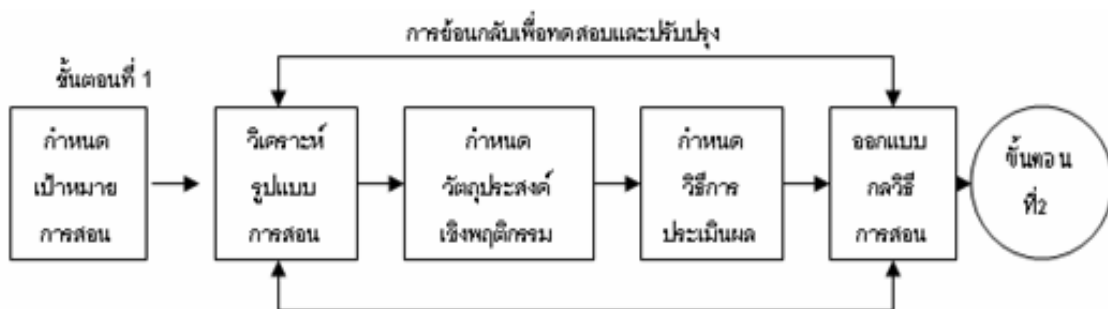 การย้อนกลับเพื่อทดสอบและปรับปรุง
ขั้นตอนที่ 1
กำหนด
เป้าหมาย
การสอน
วิเคราะห์
รูปแบบ
การสอน
กำหนด
วัตถุประสงค์
เชิงพฤติกรรม
กำหนด
วิธีการ
ประเมินผล
ออกแบบ
กลวิธี
การสอน
ขั้นตอน
ที่2